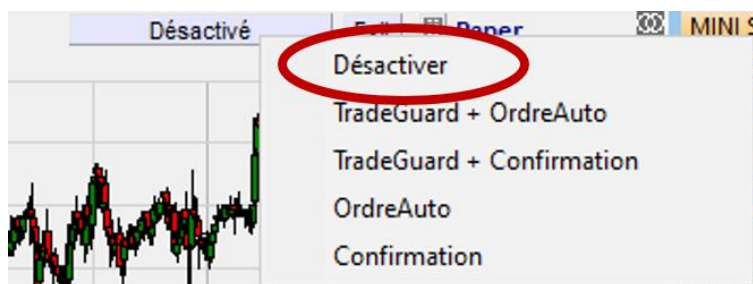 Désactivé Paper MINI S
Désactiver
TradeGuard + OrdreAuto
TradeGuard + Confirmation
OrdreAuto
Confirmation